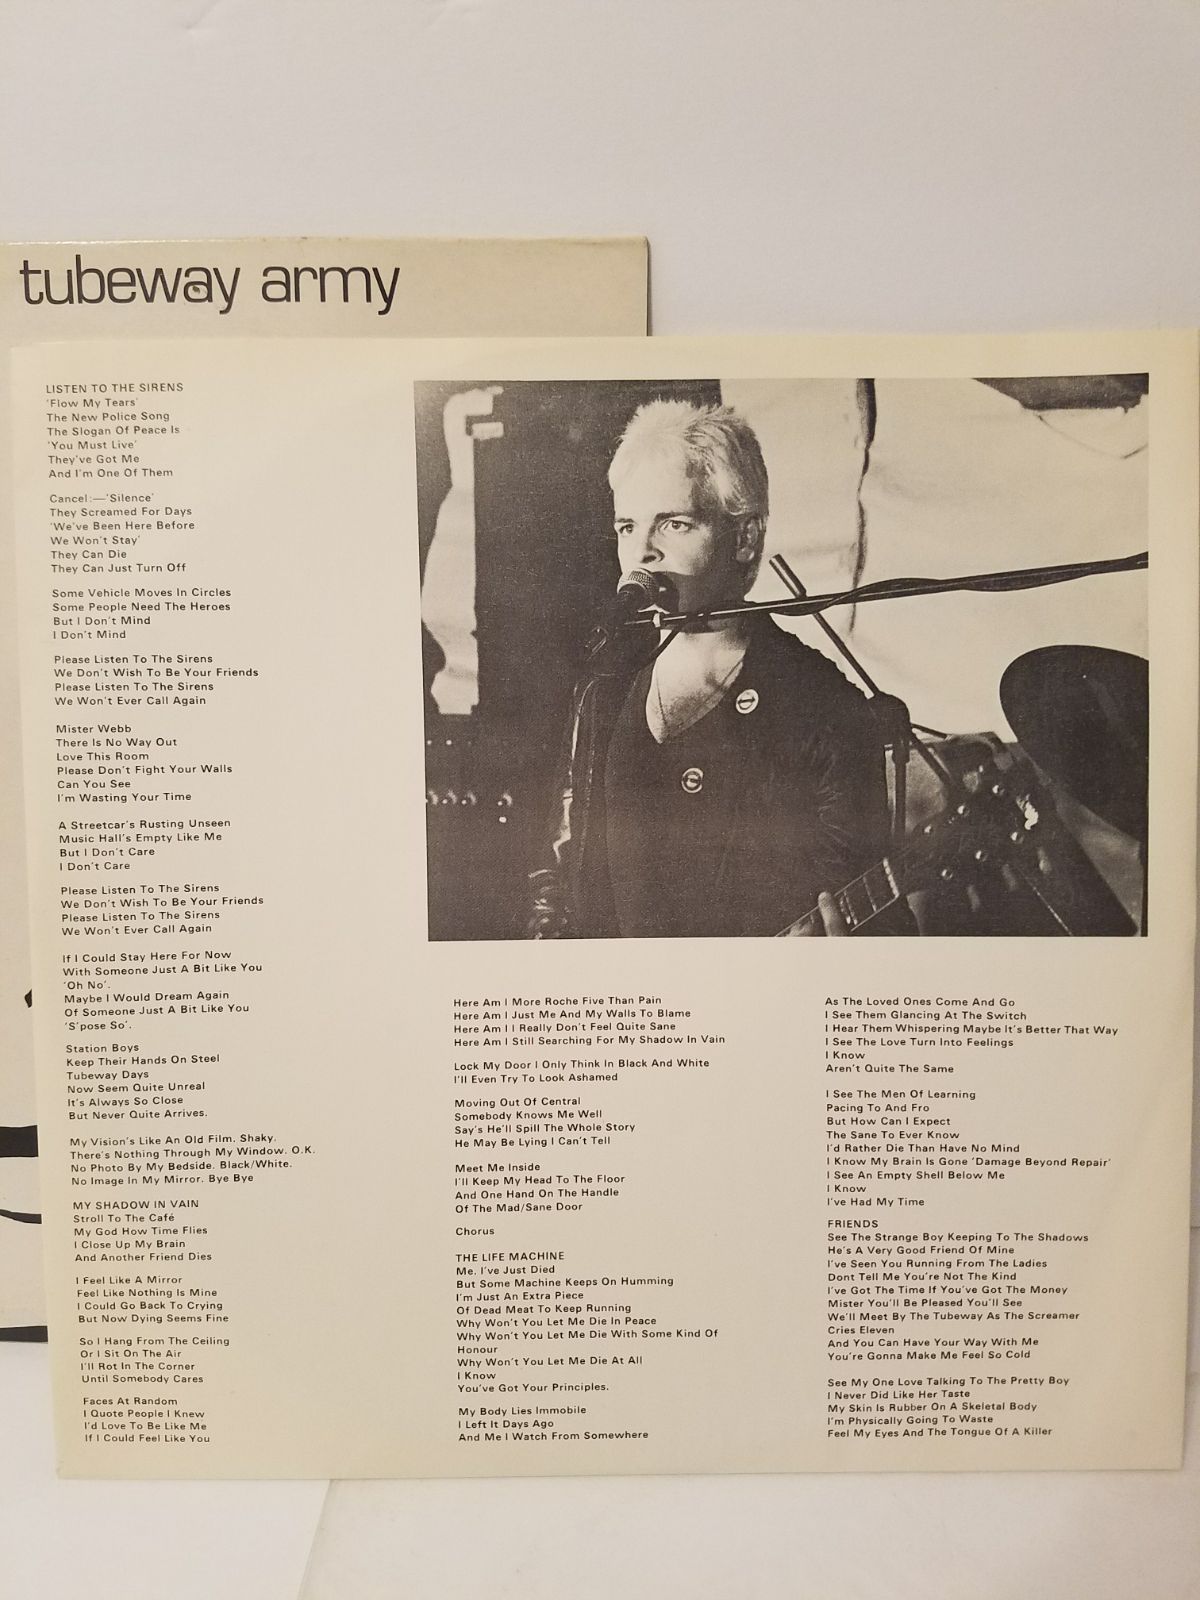 tubeway army
LISTEN TO THE SIRENS
'Flow My Tears'
The New Police Song
The Slogan Of Peace Is
'You Must Live'
They've Got Me
And I'm One Of Them
Cancel:—'Silence'
They Screamed For Days
'We've Been Here Before
We Won't Stay'
They Can Die
They Can Just Turn Off
Some Vehicle Moves In Circles
Some People Need The Heroes
But I Don't Mind
I Don't Mind
Please Listen To The Sirens
We Don't Wish To Be Your Friends
Please Listen To The Sirens
We Won't Ever Call Again
Mister Webb
There Is No Way Out
Love This Room
Please Don't Fight Your Walls
Can You See
I'm Wasting Your Time
A Streetcar's Rusting Unseen
Music Hall's Empty Like Me
But I Don't Care
I Don't Care
Please Listen To The Sirens
We Don't Wish To Be Your Friends
Please Listen To The Sirens
We Won't Ever Call Again
If I Could Stay Here For Now
With Someone Just A Bit Like You
'Oh No'.
Maybe I Would Dream Again
Of Someone Just A Bit Like You
'S'pose So'.
Station Boys
Keep Their Hands On Steel
Tubeway Days
Now Seem Quite Unreal
It's Always So Close
But Never Quite Arrives.
My Vision's Like An Old Film. Shaky.
There's Nothing Through My Window. O.K.
No Photo By My Bedside. Black/White.
No Image In My Mirror. Bye Bye
MY SHADOW IN VAIN
Stroll To The Café
My God How Time Flies
I Close Up My Brain
And Another Friend Dies
I Feel Like A Mirror
Feel Like Nothing Is Mine
I Could Go Back To Crying
But Now Dying Seems Fine
So I Hang From The Ceiling
Or I Sit On The Air
I'll Rot In The Corner
Until Somebody Cares
Faces At Random
I Quote People I Knew
I'd Love To Be Like Me
If I Could Feel Like You
Here Am I More Roche Five Than Pain
Here Am I Just Me And My Walls To Blame
Here Am I I Really Don't Feel Quite Sane
Here Am I Still Searching For My Shadow In Vain
Lock My Door I Only Think In Black And White
I'll Even Try To Look Ashamed
Moving Out Of Central
Somebody Knows Me Well
Say's He'll Spill The Whole Story
He May Be Lying I Can't Tell
Meet Me Inside
I'll Keep My Head To The Floor
And One Hand On The Handle
Of The Mad/Sane Door
Chorus
THE LIFE MACHINE
Me. I've Just Died
But Some Machine Keeps On Humming
I'm Just An Extra Piece
Of Dead Meat To Keep Running
Why Won't You Let Me Die In Peace
Why Won't You Let Me Die With Some Kind Of
Honour
Why Won't You Let Me Die At All
I Know
You've Got Your Principles.
My Body Lies Immobile
I Left It Days Ago
And Me I Watch From Somewhere
As The Loved Ones Come And Go
I See Them Glancing At The Switch
I Hear Them Whispering Maybe It's Better That Way
I See The Love Turn Into Feelings
I Know
Aren't Quite The Same
I See The Men Of Learning
Pacing To And Fro
But How Can I Expect
The Sane To Ever Know
I'd Rather Die Than Have No Mind
I Know My Brain Is Gone 'Damage Beyond Repair'
I See An Empty Shell Below Me
I Know
I've Had My Time
FRIENDS
See The Strange Boy Keeping To The Shadows
He's A Very Good Friend Of Mine
I've Seen You Running From The Ladies
Dont Tell Me You're Not The Kind
I've Got The Time If You've Got The Money
Mister You'll Be Pleased You'll See
We'll Meet By The Tubeway As The Screamer
Cries Eleven
And You Can Have Your Way With Me
You're Gonna Make Me Feel So Cold
See My One Love Talking To The Pretty Boy
I Never Did Like Her Taste
My Skin Is Rubber On A Skeletal Body
I'm Physically Going To Waste
Feel My Eyes And The Tongue Of A Killer